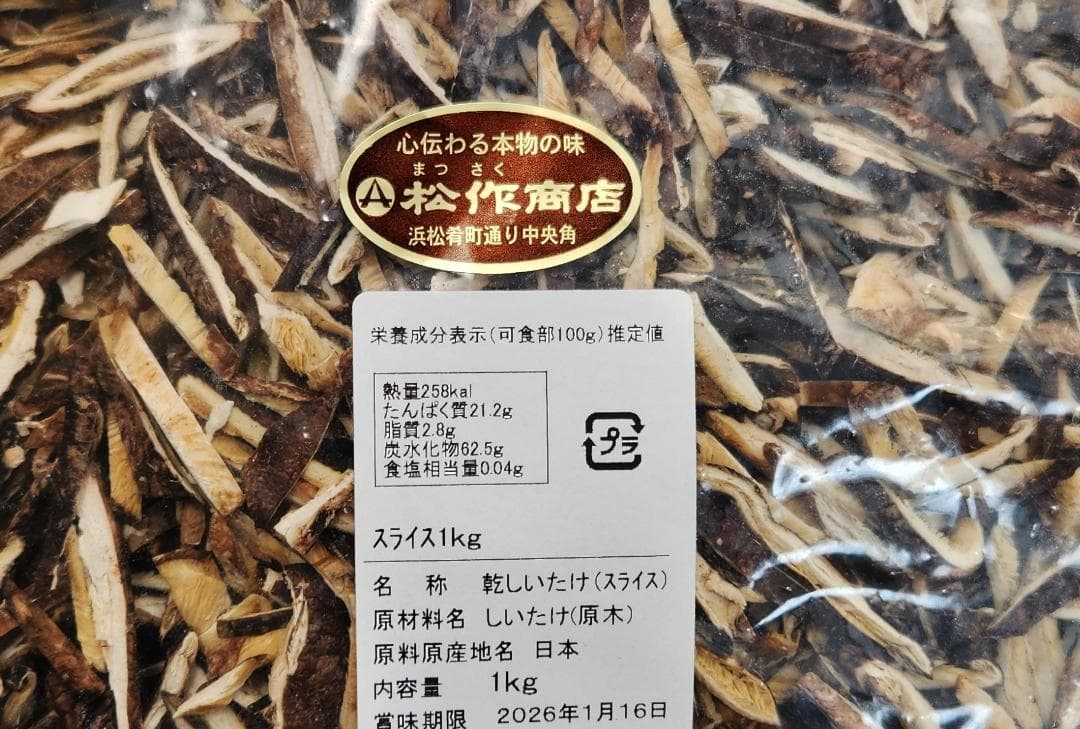 心伝わる本物の味
まつ さく
松作商店
浜松肴町通り中央角
栄養成分表示(可食部100g)推定値
熱量258kal
たんぱく質21.2g
脂質2.8g
炭水化物62.5g
食塩相当量0.04g
プラ
スライス1kg
名 称 乾しいたけ(スライス)
原材料名 しいたけ(原木)
原料原産地名 日本
内容量 1kg
賞味期限 2026年1月16日